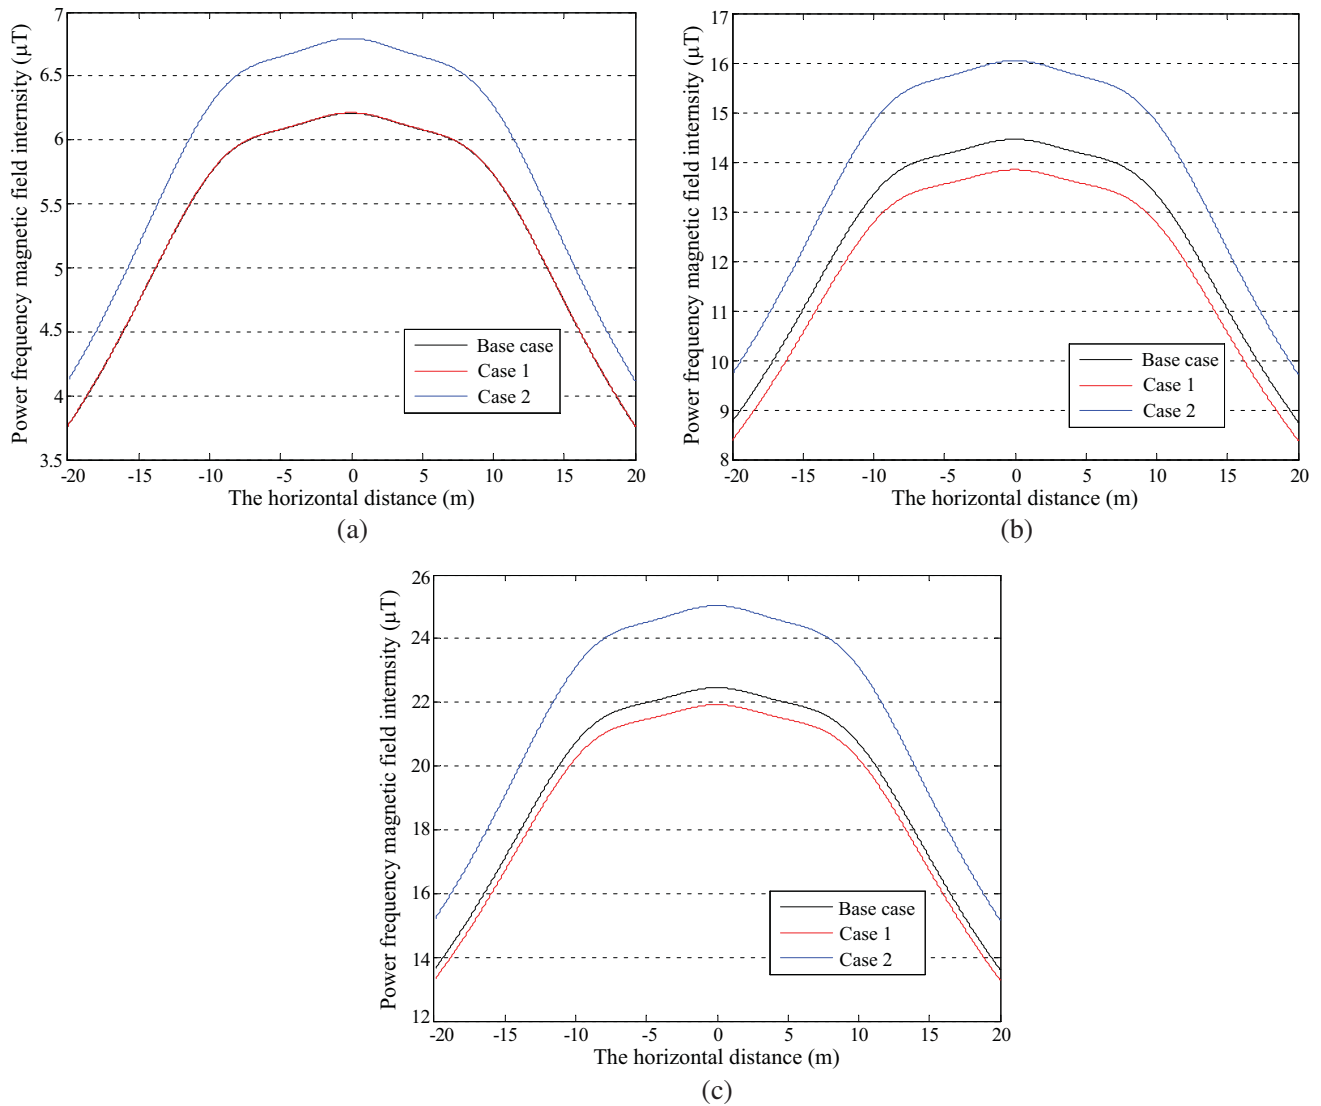 7
6.5
6
5.5
5
4.5
4
3.5
Power frequency magnetic field internsity (μT)
-20 -15 -10 -5 0 5 10 15 20
The horizontal distance (m)
Base case
Case 1
Case 2
(a)
17
16
15
14
13
12
11
10
9
8
Power frequency magnetic field internsity (μT)
-20 -15 -10 -5 0 5 10 15 20
The horizontal distance (m)
Base case
Case 1
Case 2
(b)
26
24
22
20
18
16
14
12
Power frequency magnetic field internsity (μT)
-20 -15 -10 -5 0 5 10 15 20
The horizontal distance (m)
Base case
Case 1
Case 2
(c)